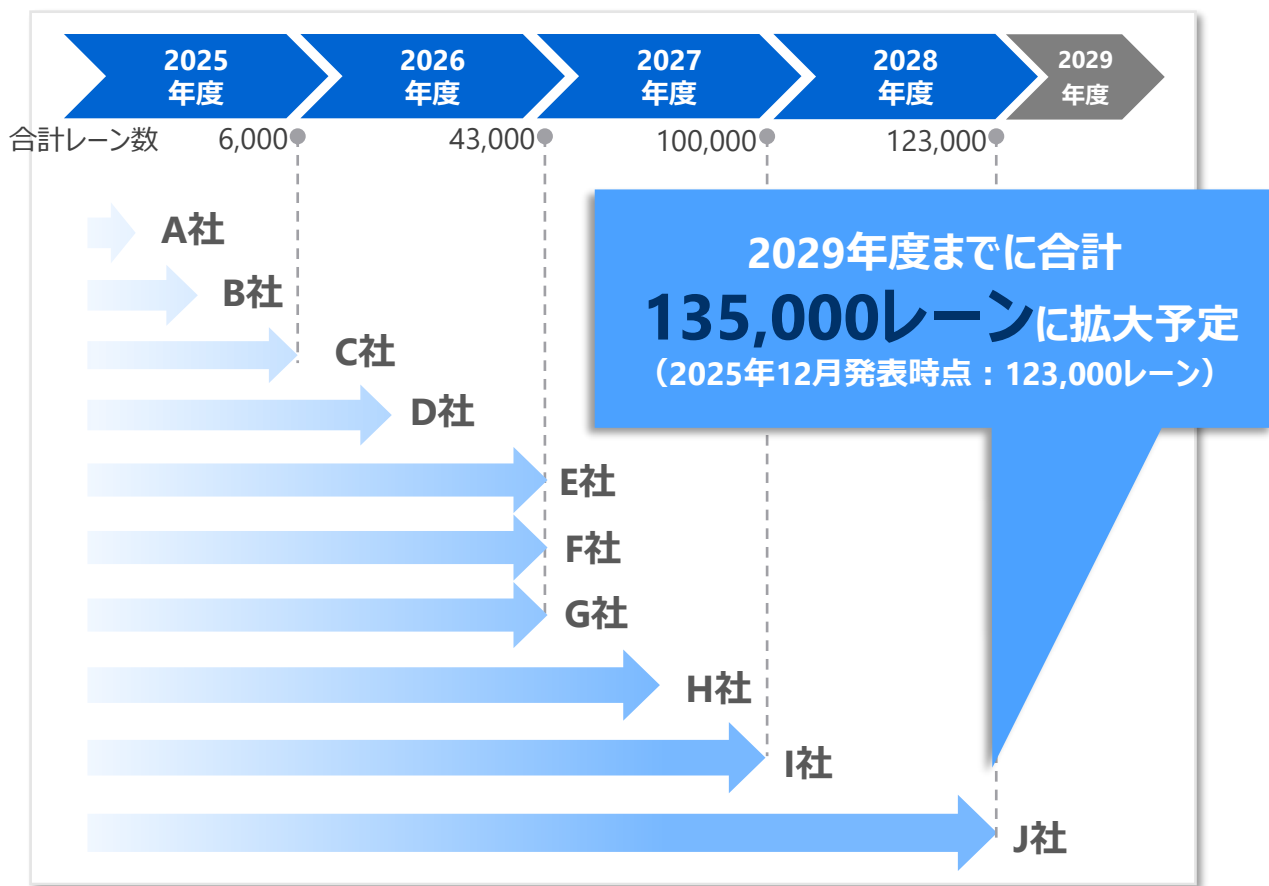 2025
年度
2026
年度
2027
年度
2028
年度
2029
年度
合計レーン数 6,000 43,000 100,000 123,000
A社
B社
C社
D社
E社
F社
G社
H社
I社
J社
2029年度までに合計
135,000レーンに拡大予定
（2025年12月発表時点：123,000レーン）